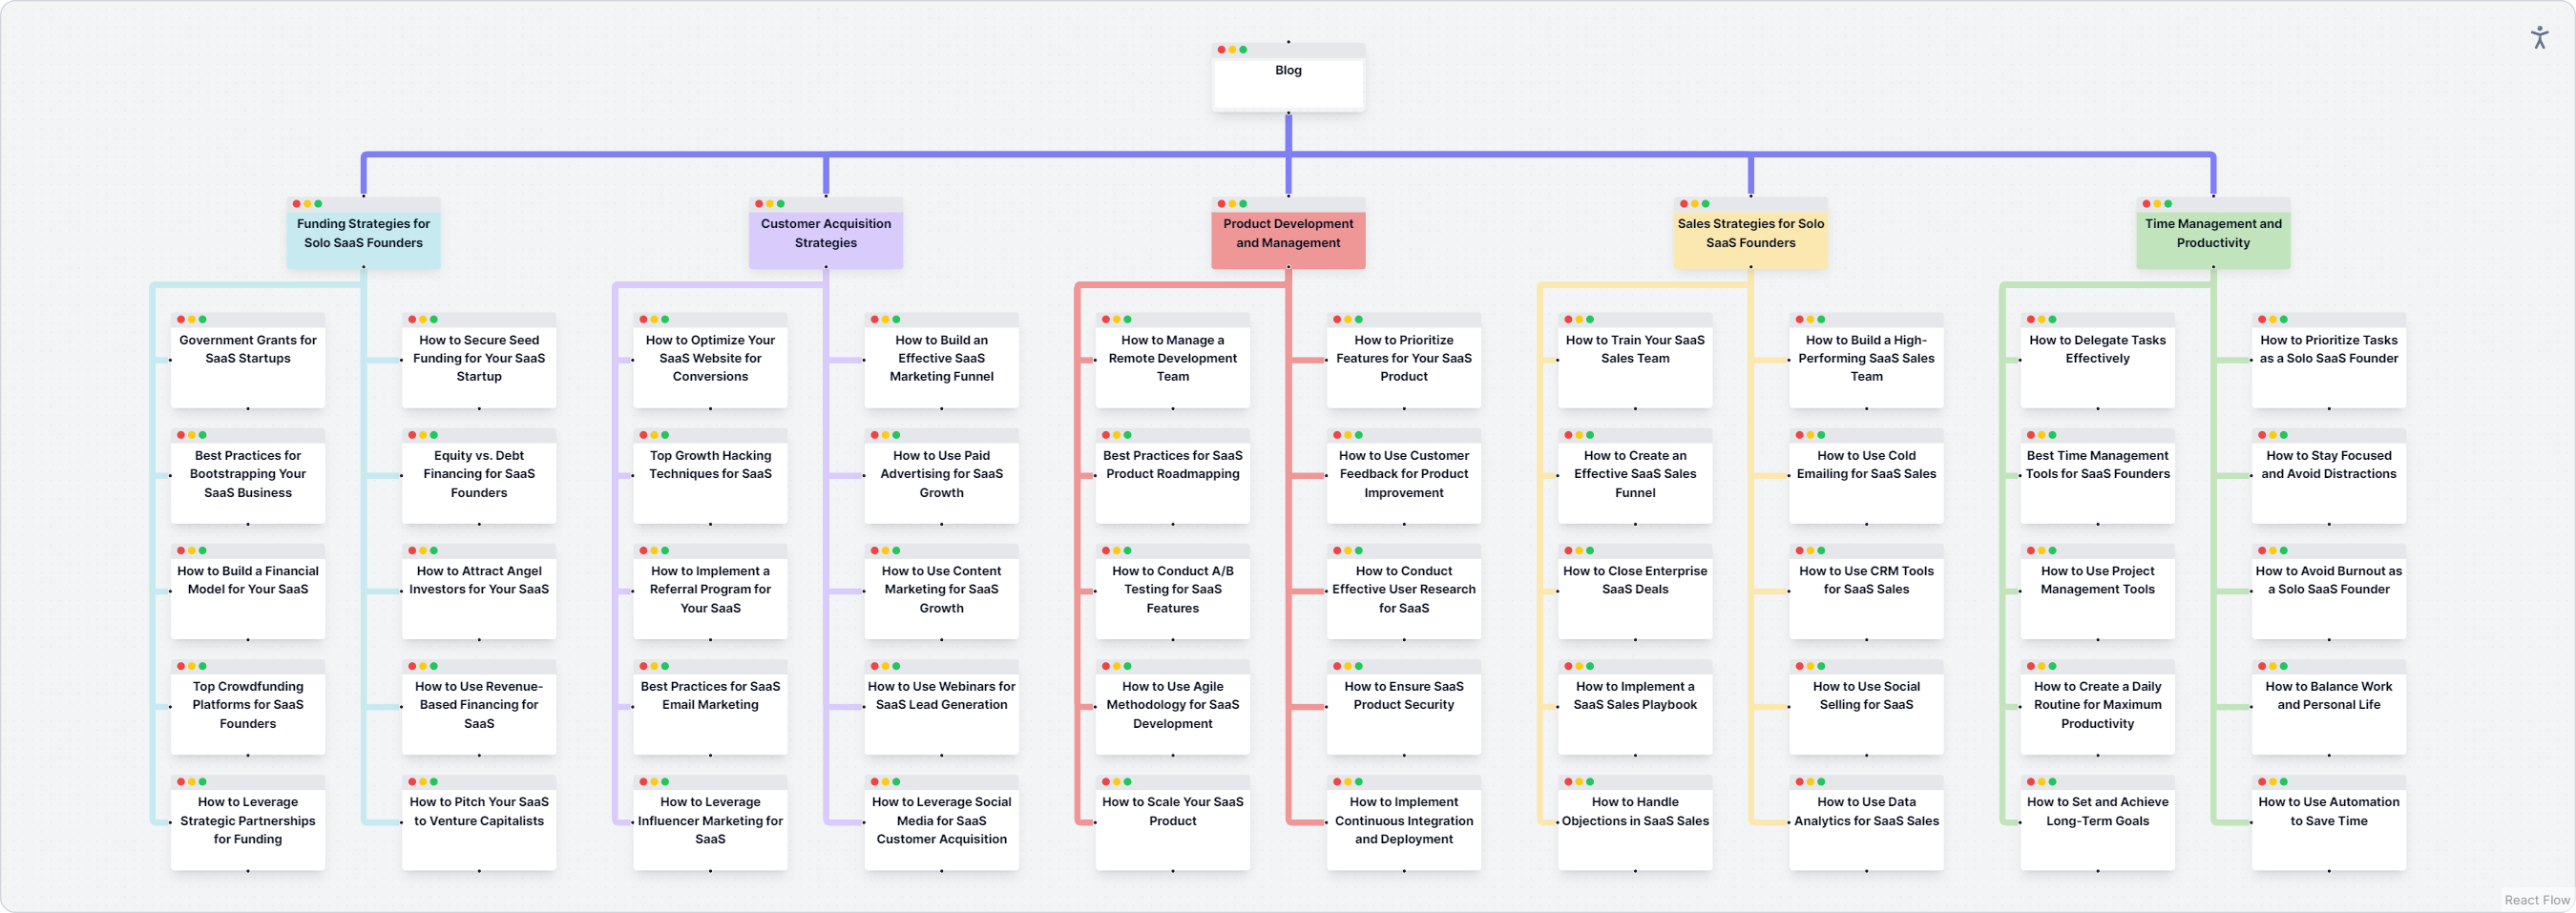 Blog
Funding Strategies for
Solo SaaS Founders
Customer Acquisition
Strategies
Product Development
and Management
Sales Strategies for Solo
SaaS Founders
Time Management and
Productivity
Government Grants for
SaaS Startups
How to Secure Seed
Funding for Your SaaS
Startup
How to Optimize Your
SaaS Website for
Conversions
How to Build an
Effective SaaS
Marketing Funnel
How to Manage a
Remote Development
Team
How to Prioritize
Features for Your SaaS
Product
How to Train Your SaaS
Sales Team
How to Build a High-
Performing SaaS Sales
Team
How to Delegate Tasks
Effectively
How to Prioritize Tasks
as a Solo SaaS Founder
Best Practices for
Bootstrapping Your
SaaS Business
Equity vs. Debt
Financing for SaaS
Founders
Top Growth Hacking
Techniques for SaaS
How to Use Paid
Advertising for SaaS
Growth
Best Practices for SaaS
Product Roadmapping
How to Use Customer
Feedback for Product
Improvement
How to Create an
Effective SaaS Sales
Funnel
How to Use Cold
Emailing for SaaS Sales
Best Time Management
Tools for SaaS Founders
How to Stay Focused
and Avoid Distractions
How to Build a Financial
Model for Your SaaS
How to Attract Angel
Investors for Your SaaS
How to Implement a
Referral Program for
Your SaaS
How to Use Content
Marketing for SaaS
Growth
How to Conduct A/B
Testing for SaaS
Features
How to Conduct
Effective User Research
for SaaS
How to Close Enterprise
SaaS Deals
How to Use CRM Tools
for SaaS Sales
How to Use Project
Management Tools
How to Avoid Burnout as
a Solo SaaS Founder
Top Crowdfunding
Platforms for SaaS
Founders
How to Use Revenue-
Based Financing for
SaaS
Best Practices for SaaS
Email Marketing
How to Use Webinars for
SaaS Lead Generation
How to Use Agile
Methodology for SaaS
Development
How to Ensure SaaS
Product Security
How to Implement a
SaaS Sales Playbook
How to Use Social
Selling for SaaS
How to Create a Daily
Routine for Maximum
Productivity
How to Balance Work
and Personal Life
How to Leverage
Strategic Partnerships
for Funding
How to Pitch Your SaaS
to Venture Capitalists
How to Leverage
Influencer Marketing for
SaaS
How to Leverage Social
Media for SaaS
Customer Acquisition
How to Scale Your SaaS
Product
How to Implement
Continuous Integration
and Deployment
How to Handle
Objections in SaaS Sales
How to Use Data
Analytics for SaaS Sales
How to Set and Achieve
Long-Term Goals
How to Use Automation
to Save Time
React Flow